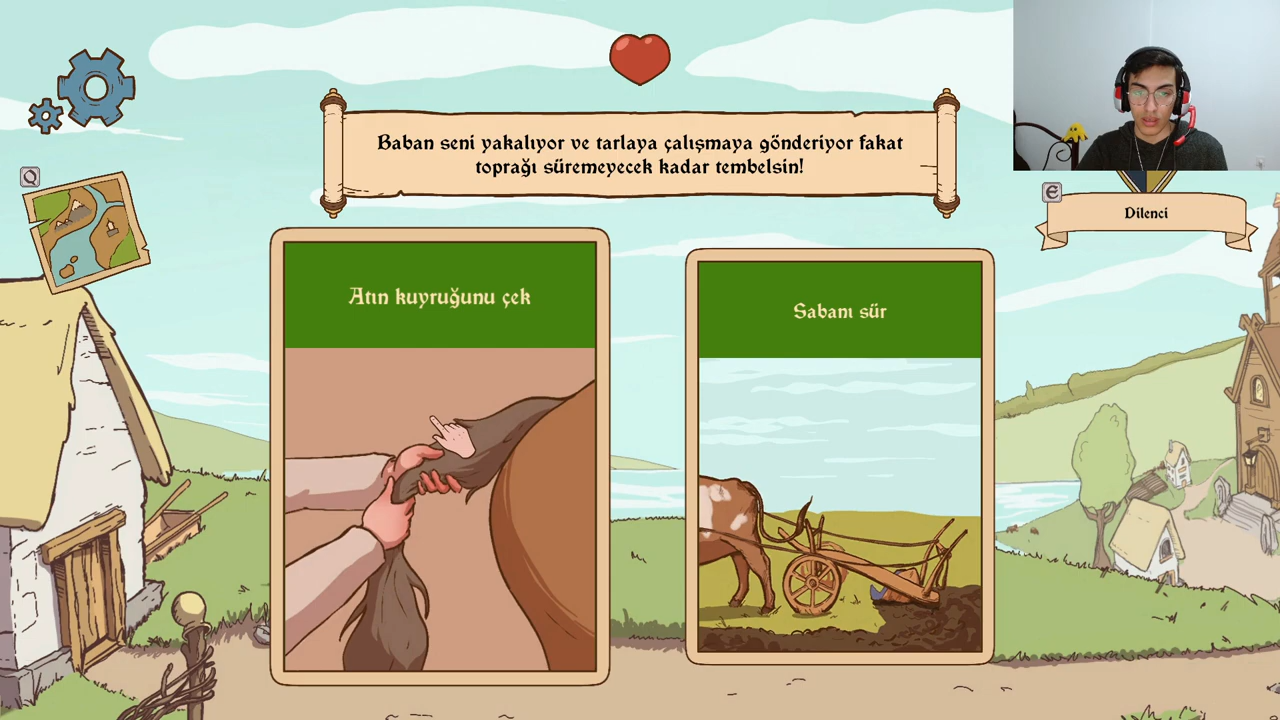 Baban seni yakalıyor ve tarlaya çalışmaya gönderiyor fakat
toprağı süremeyecek kadar tembelsin!
Q
E
Dilenci
Atın kuyruğunu çek
Sabanı sür